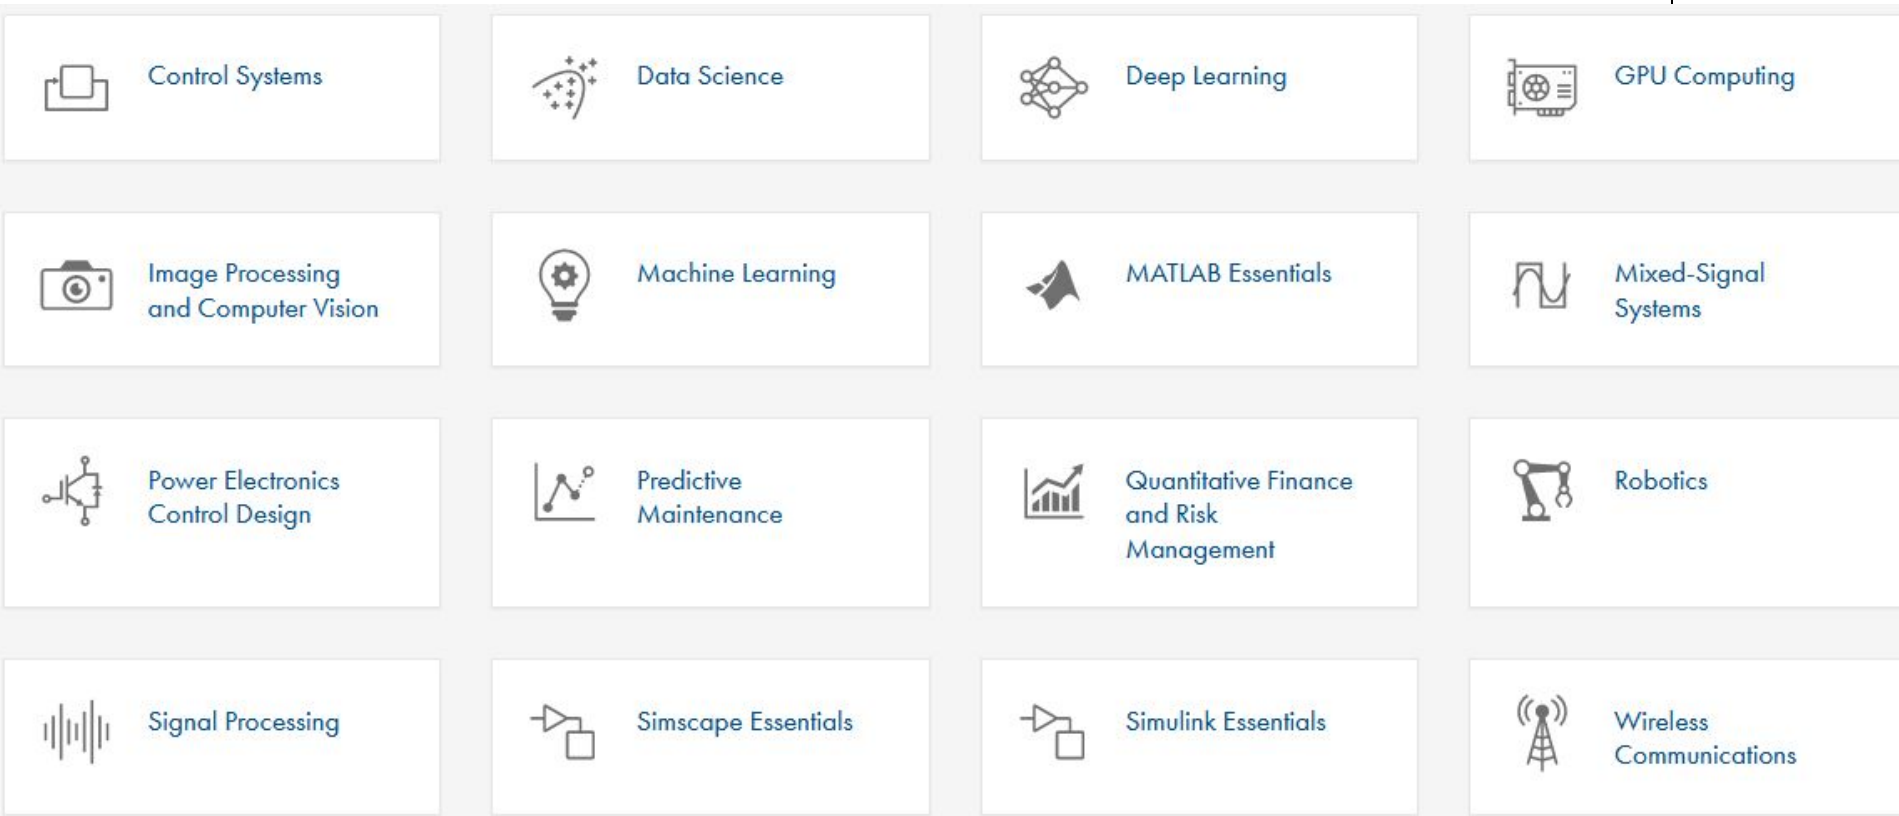 Control Systems
Data Science
Deep Learning
GPU Computing
Image Processing
and Computer Vision
Machine Learning
MATLAB Essentials
Mixed-Signal
Systems
Power Electronics
Control Design
Predictive
Maintenance
Quantitative Finance
and Risk
Management
Robotics
Signal Processing
Simscape Essentials
Simulink Essentials
Wireless
Communications